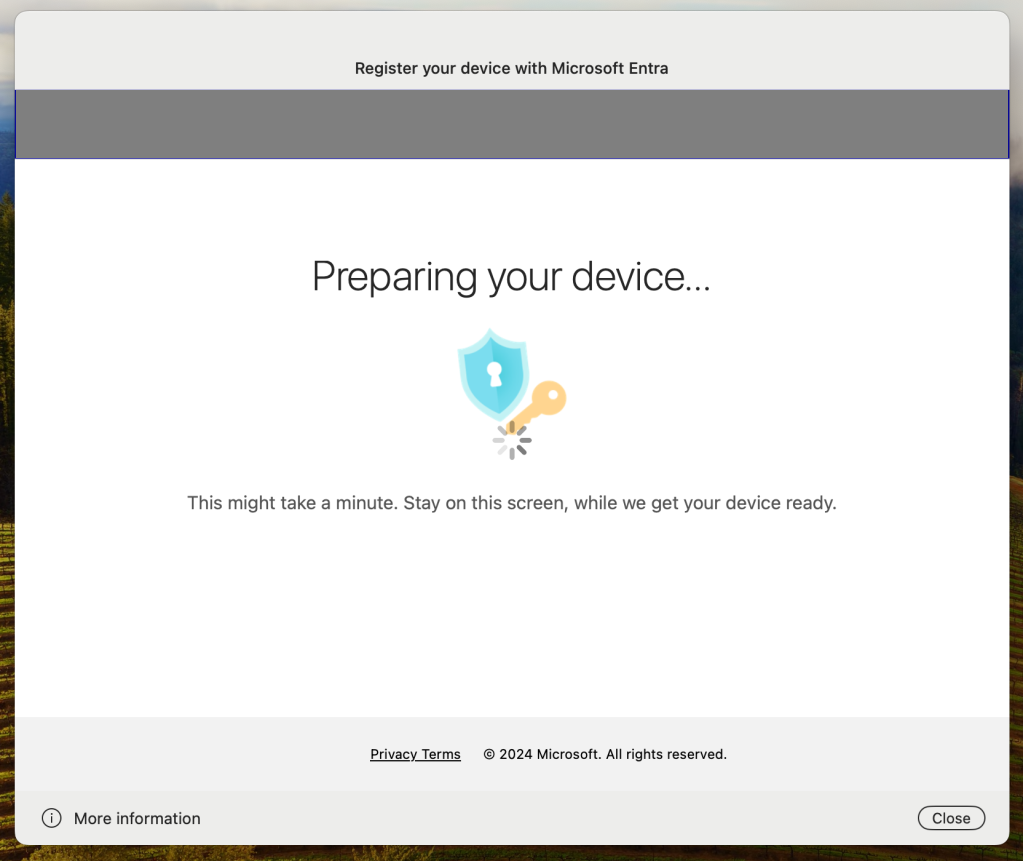 Register your device with Microsoft Entra
Preparing your device...
This might take a minute. Stay on this screen, while we get your device ready.
Privacy Terms © 2024 Microsoft. All rights reserved.
More information
Close